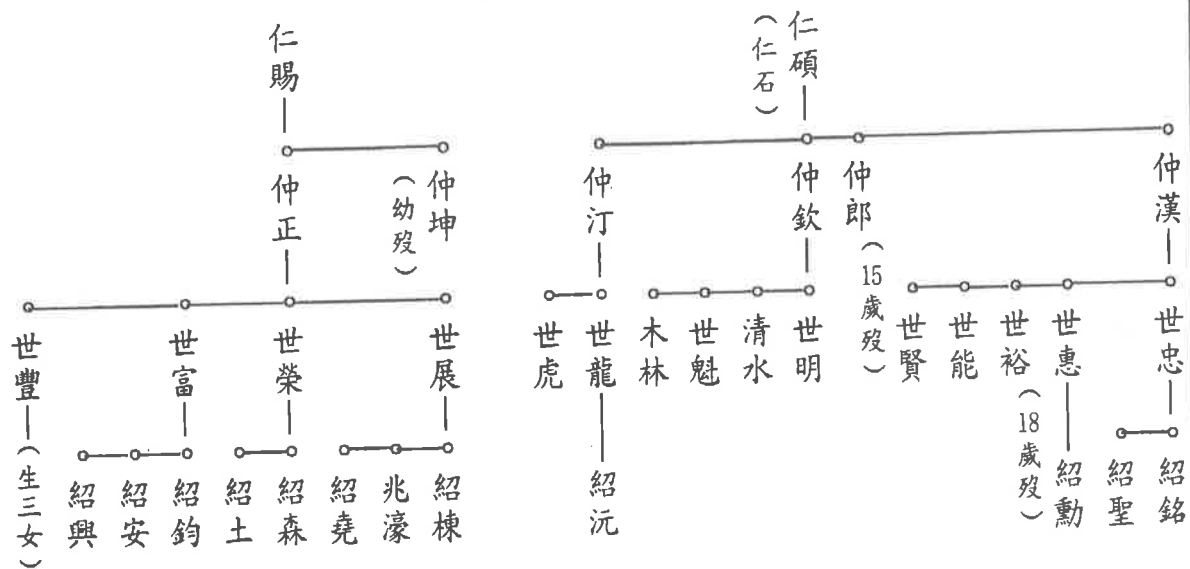 仁碩
（仁石）
仁賜
仲漢
仲郎
（15歲歿）
仲欽
仲汀
仲坤
（幼歿）
仲正
世忠
世惠
世裕
（18歲歿）
世能
世賢
世明
清水
世魁
木林
世龍
世虎
世展
世榮
世富
世豐
（生三女）
紹銘
紹聖
紹勳
紹沅
紹棟
兆濠
紹堯
紹森
紹土
紹鈞
紹安
紹興